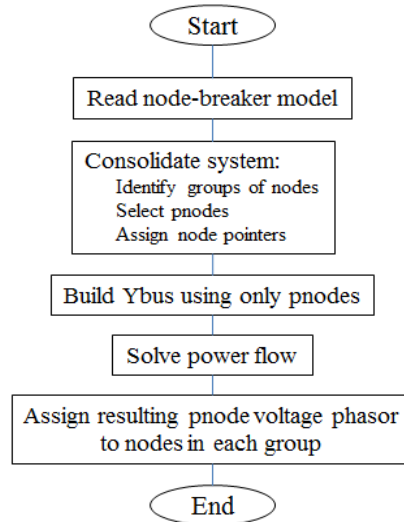 Start
Read node-breaker model
Consolidate system:
Identify groups of nodes
Select pnodes
Assign node pointers
Build Ybus using only pnodes
Solve power flow
Assign resulting pnode voltage phasor
to nodes in each group
End